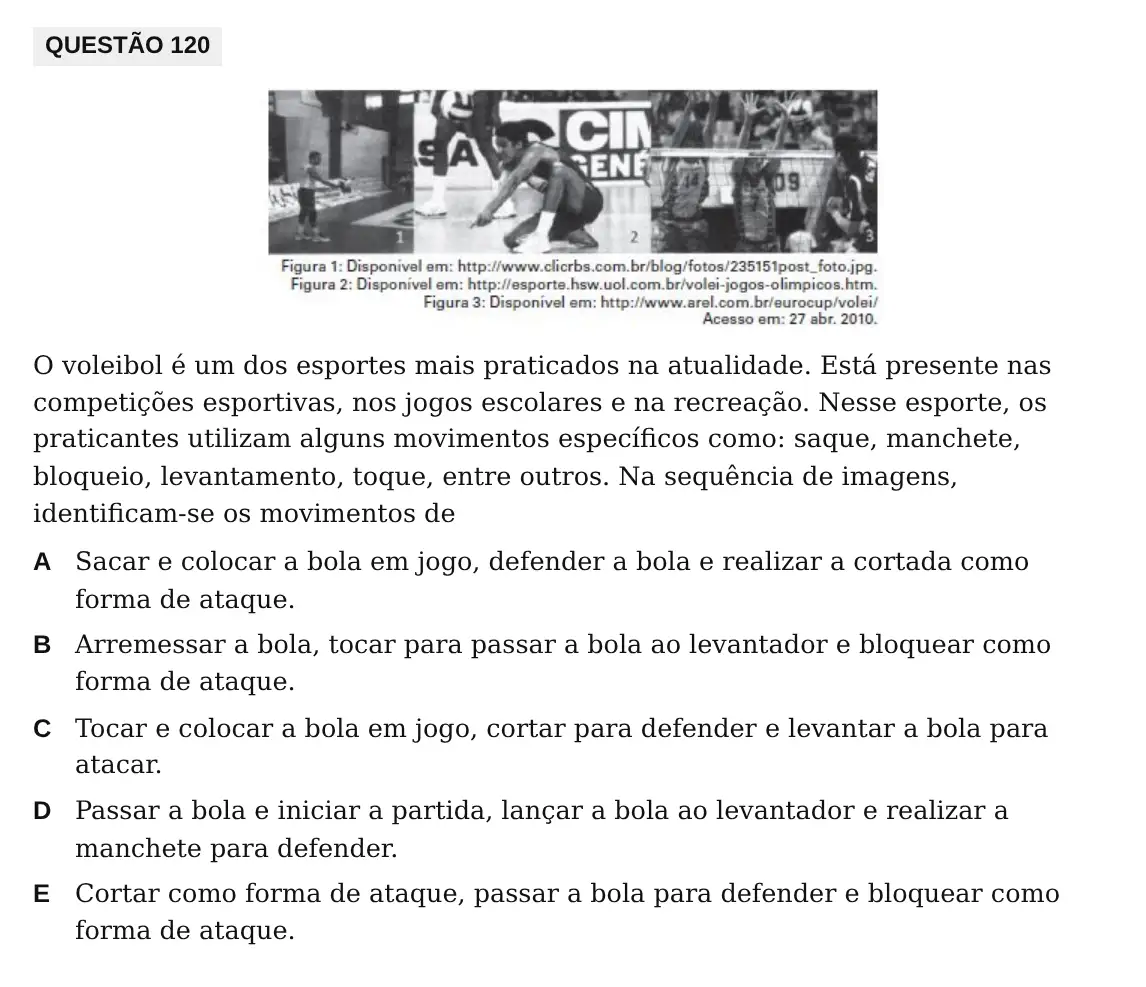 QUESTÃO 120
SA
CIM
GENÉ
14
09
1
2
3
Figura 1: Disponível em: http://www.clicrbs.com.br/blog/fotos/235151post_foto.jpg.
Figura 2: Disponível em: http://esporte.hsw.uol.com.br/volei-jogos-olimpicos.htm.
Figura 3: Disponível em: http://www.arel.com.br/eurocup/volei/
Acesso em: 27 abr. 2010.
O voleibol é um dos esportes mais praticados na atualidade. Está presente nas
competições esportivas, nos jogos escolares e na recreação. Nesse esporte, os
praticantes utilizam alguns movimentos específicos como: saque, manchete,
bloqueio, levantamento, toque, entre outros. Na sequência de imagens,
identificam-se os movimentos de
A Sacar e colocar a bola em jogo, defender a bola e realizar a cortada como
forma de ataque.
B Arremessar a bola, tocar para passar a bola ao levantador e bloquear como
forma de ataque.
C Tocar e colocar a bola em jogo, cortar para defender e levantar a bola para
atacar.
D Passar a bola e iniciar a partida, lançar a bola ao levantador e realizar a
manchete para defender.
E Cortar como forma de ataque, passar a bola para defender e bloquear como
forma de ataque.